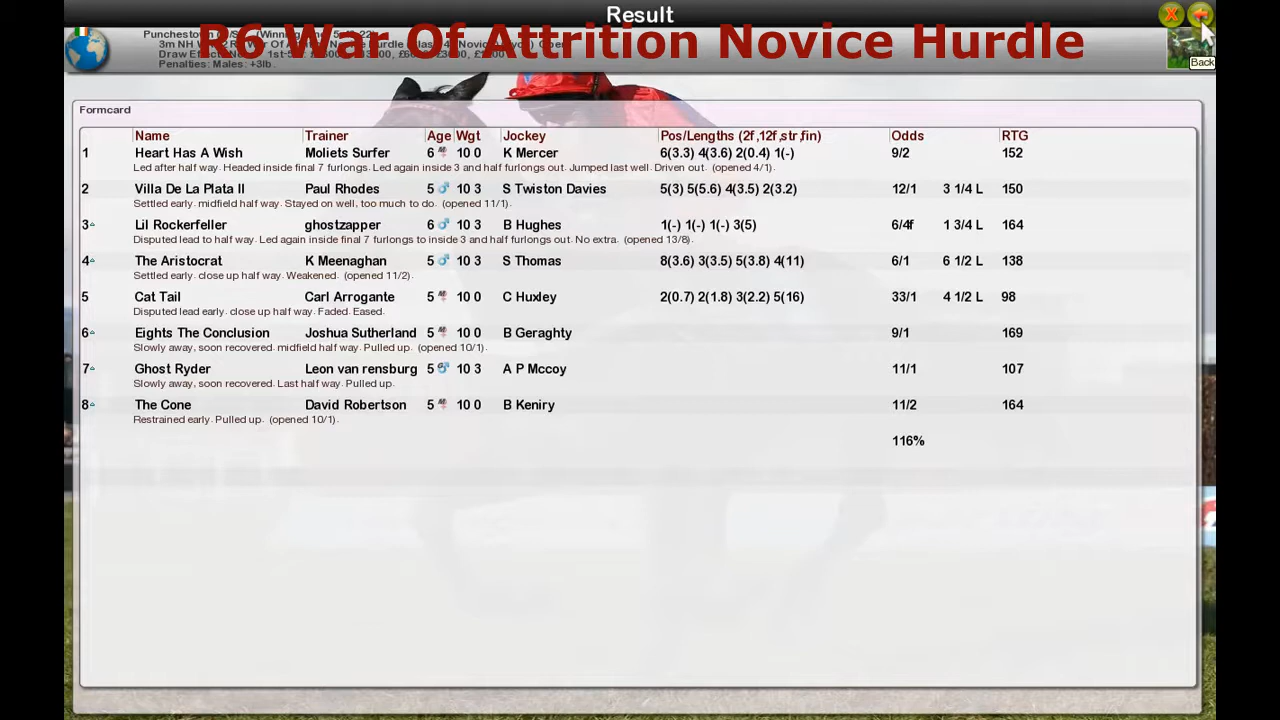 Result
R6 War Of Attrition Novice Hurdle
Back
Formcard
Name Trainer Age Wgt Jockey Pos/Lengths (2f,12f,str,fin) Odds RTG
1 Heart Has A Wish Moliets Surfer 6 10 0 K Mercer 6(3.3) 4(3.6) 2(0.4) 1(-) 9/2 152
Led after half way. Headed inside final 7 furlongs. Led again inside 3 and half furlongs out. Jumped last well. Driven out. (opened 4/1).
2 Villa De La Plata II Paul Rhodes 5 10 3 S Twiston Davies 5(3) 5(5.6) 4(3.5) 2(3.2) 12/1 3 1/4 L 150
Settled early. midfield half way. Stayed on well, too much to do. (opened 11/1).
3 Lil Rockerfeller ghostzapper 6 10 3 B Hughes 1(-) 1(-) 1(-) 3(5) 6/4f 1 3/4 L 164
Disputed lead to half way. Led again inside final 7 furlongs to inside 3 and half furlongs out. No extra. (opened 13/8).
4 The Aristocrat K Meenaghan 5 10 3 S Thomas 8(3.6) 3(3.5) 5(3.8) 4(11) 6/1 6 1/2 L 138
Settled early. close up half way. Weakened. (opened 11/2).
5 Cat Tail Carl Arrogante 5 10 0 C Huxley 2(0.7) 2(1.8) 3(2.2) 5(16) 33/1 4 1/2 L 98
Disputed lead early. close up half way. Faded. Eased.
6 Eights The Conclusion Joshua Sutherland 5 10 0 B Geraghty 9/1 169
Slowly away, soon recovered. midfield half way. Pulled up. (opened 10/1).
7 Ghost Ryder Leon van rensburg 5 10 3 A P Mccoy 11/1 107
Slowly away, soon recovered. Last half way. Pulled up.
8 The Cone David Robertson 5 10 0 B Keniry 11/2 164
Restrained early. Pulled up. (opened 10/1).
116%